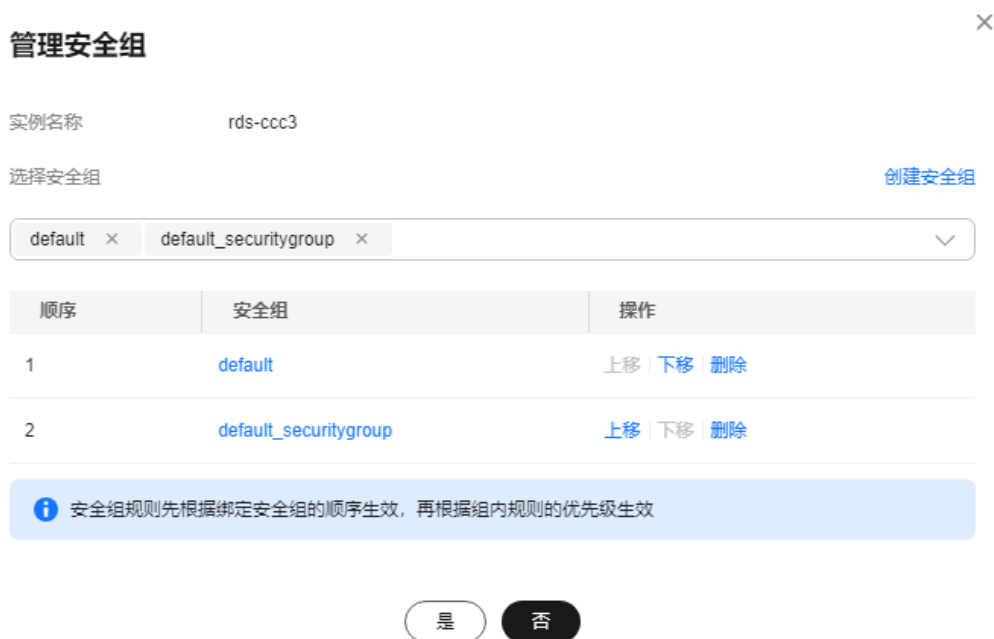 管理安全组
实例名称 rds-ccc3
选择安全组 创建安全组
default default_securitygroup
顺序 安全组 操作
1 default 上移 下移 删除
2 default_securitygroup 上移 下移 删除
安全组规则先根据绑定安全组的顺序生效，再根据组内规则的优先级生效
是 否